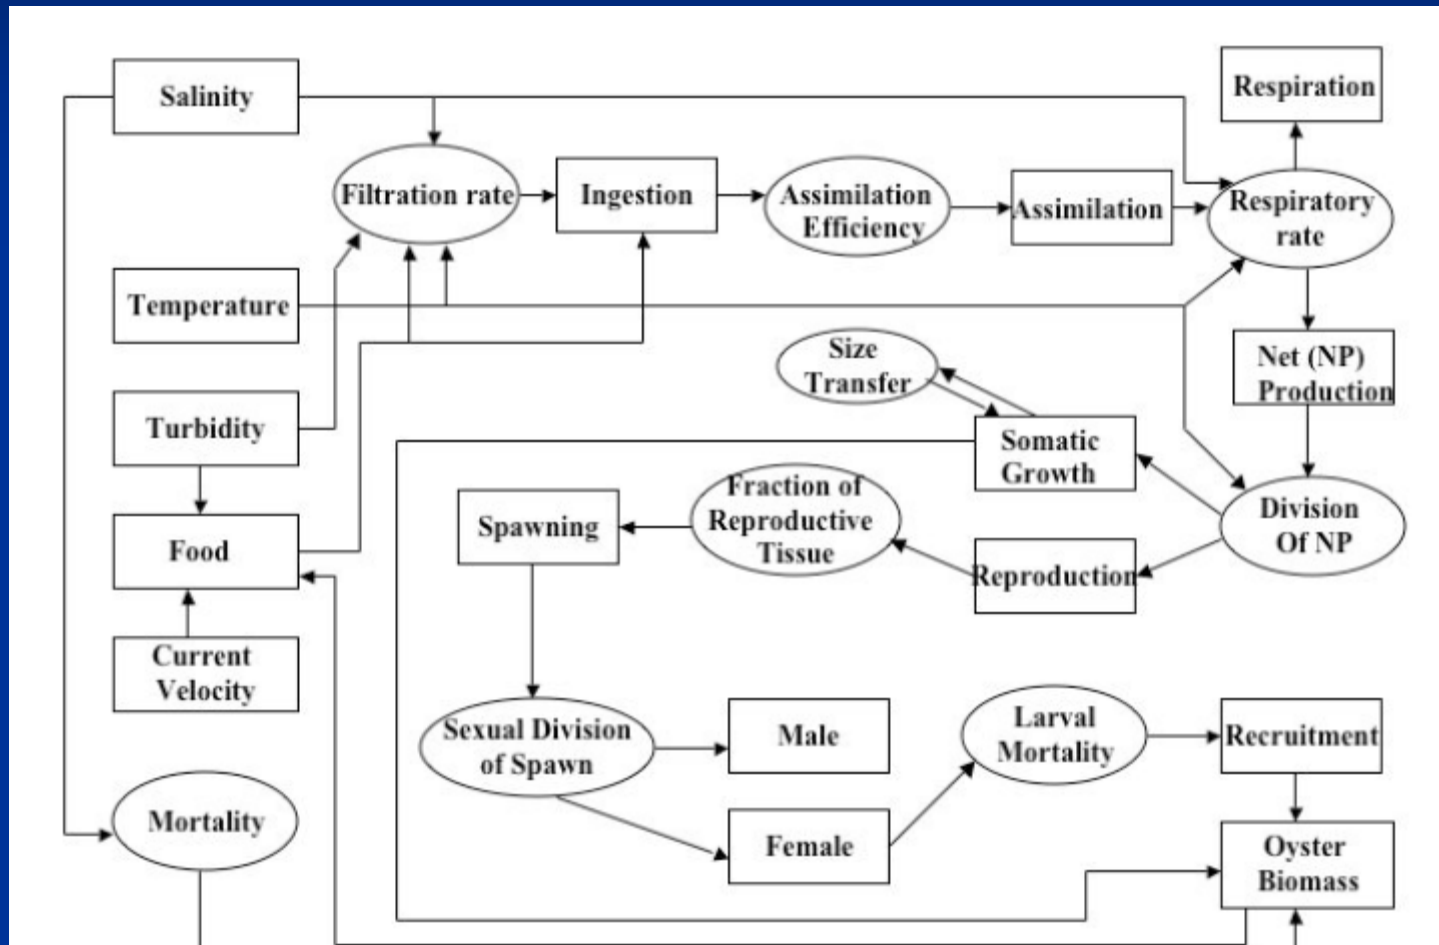 Salinity
Respiration
Filtration rate
Ingestion
Assimilation
Efficiency
Assimilation
Respiratory
rate
Temperature
Size
Transfer
Net (NP)
Production
Turbidity
Somatic
Growth
Fraction of
Reproductive
Tissue
Spawning
Division
Of NP
Food
Reproduction
Current
Velocity
Sexual Division
of Spawn
Male
Larval
Mortality
Recruitment
Mortality
Female
Oyster
Biomass